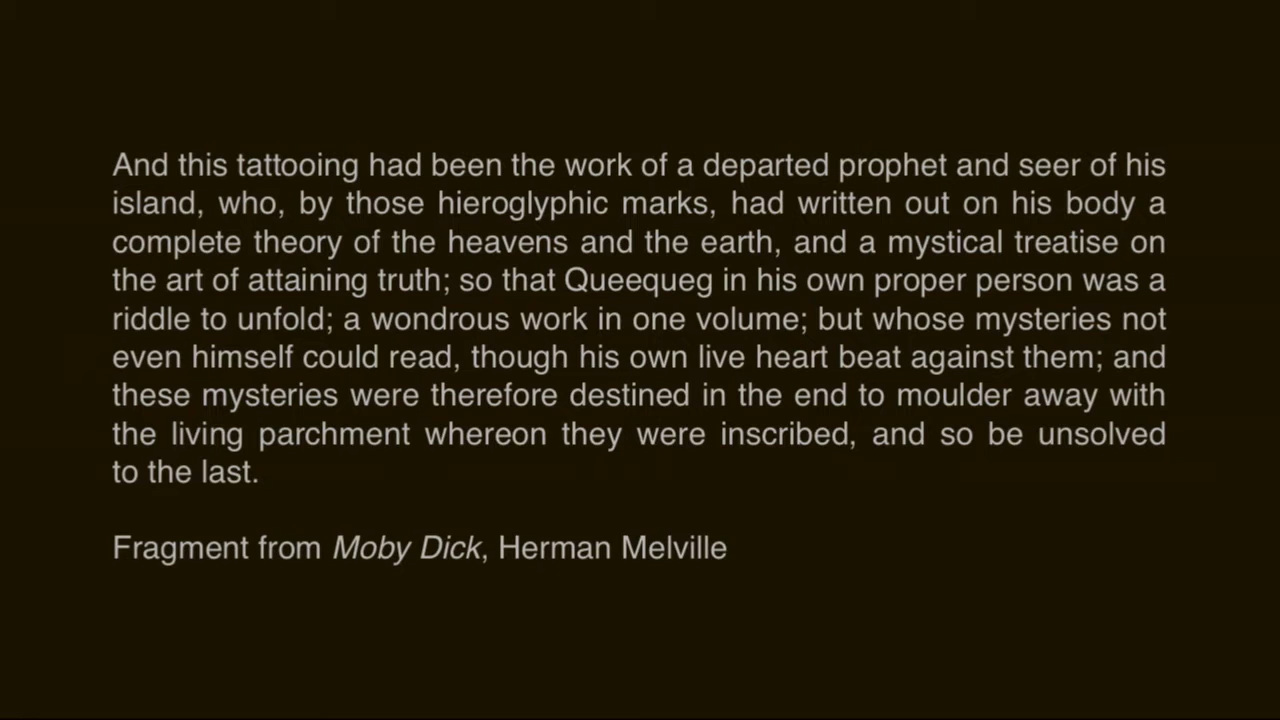 And this tattooing had been the work of a departed prophet and seer of his
island, who, by those hieroglyphic marks, had written out on his body a
complete theory of the heavens and the earth, and a mystical treatise on
the art of attaining truth; so that Queequeg in his own proper person was a
riddle to unfold; a wondrous work in one volume; but whose mysteries not
even himself could read, though his own live heart beat against them; and
these mysteries were therefore destined in the end to moulder away with
the living parchment whereon they were inscribed, and so be unsolved
to the last.
Fragment from Moby Dick, Herman Melville